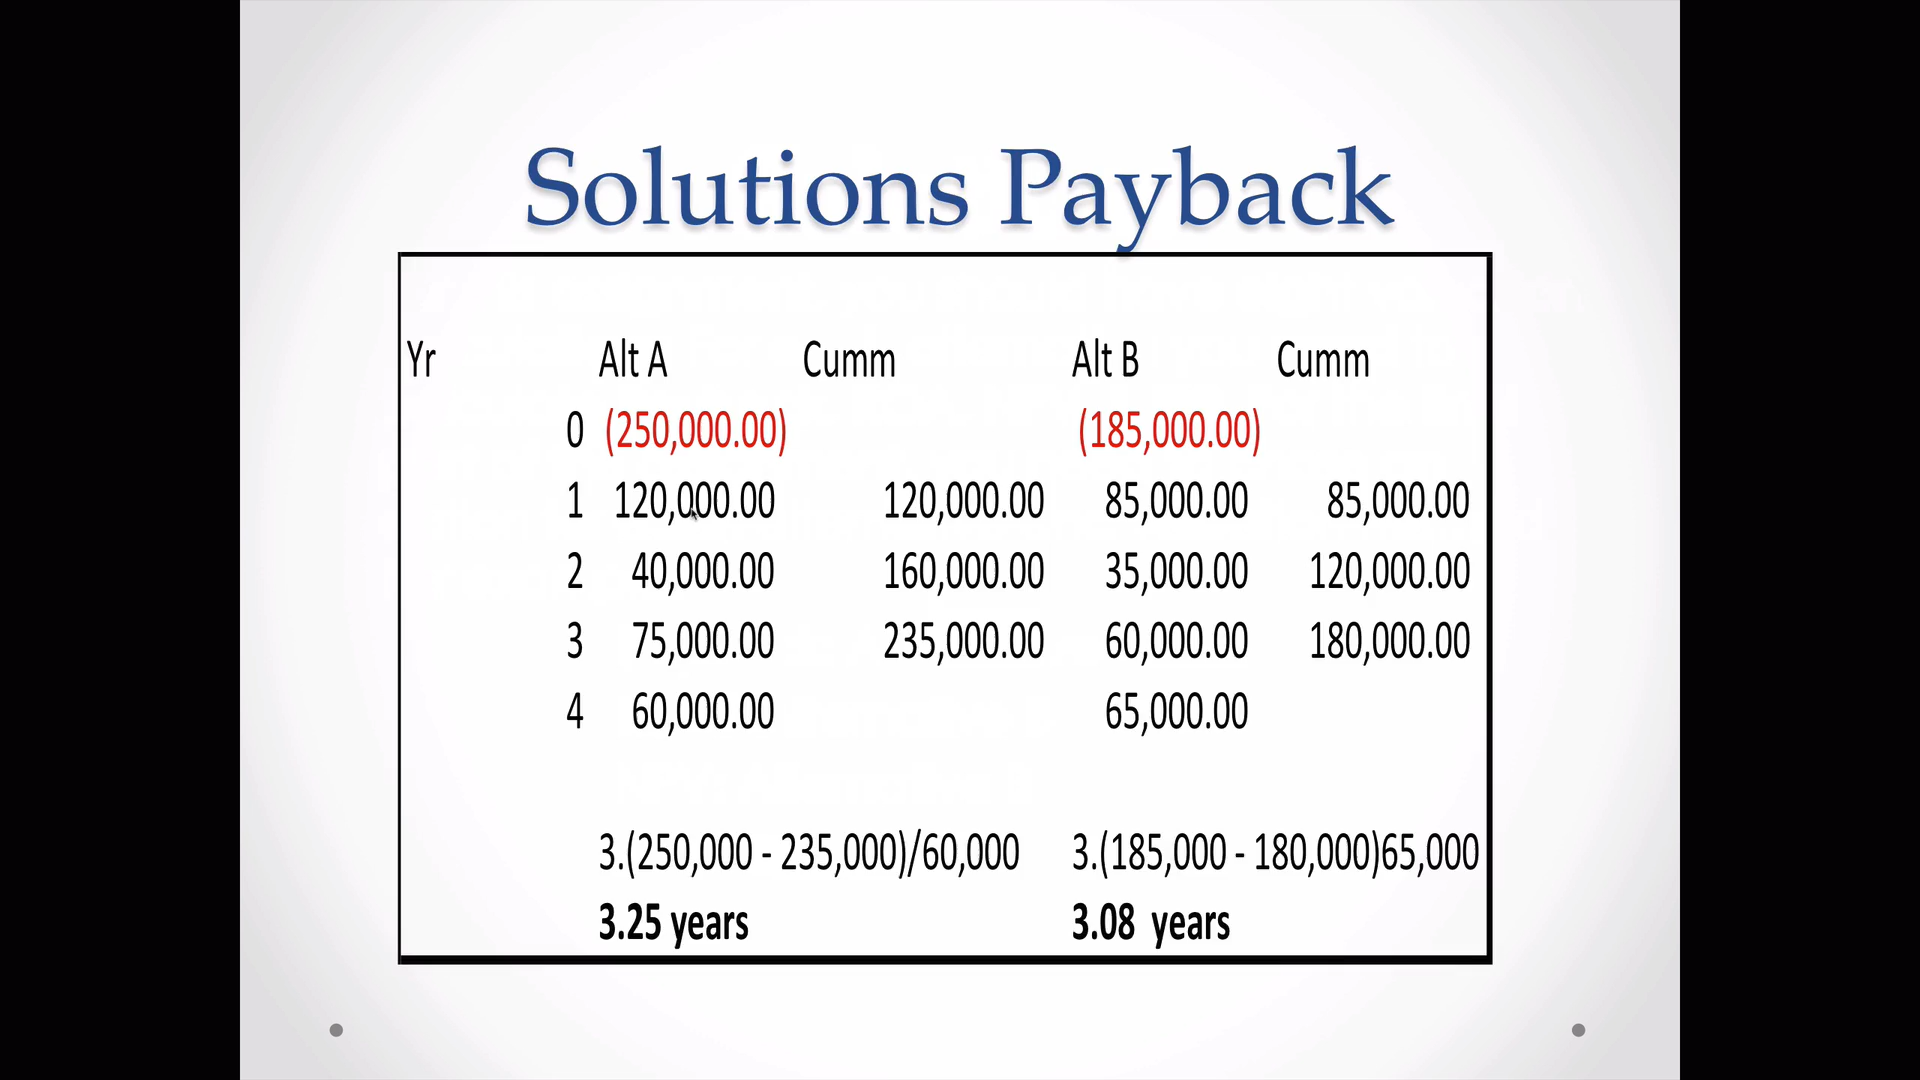 Solutions Payback
Yr Alt A Cumm Alt B Cumm
0 (250,000.00) (185,000.00)
1 120,000.00 120,000.00 85,000.00 85,000.00
2 40,000.00 160,000.00 35,000.00 120,000.00
3 75,000.00 235,000.00 60,000.00 180,000.00
4 60,000.00 65,000.00
3.(250,000 - 235,000)/60,000 3.(185,000 - 180,000)65,000
3.25 years 3.08 years